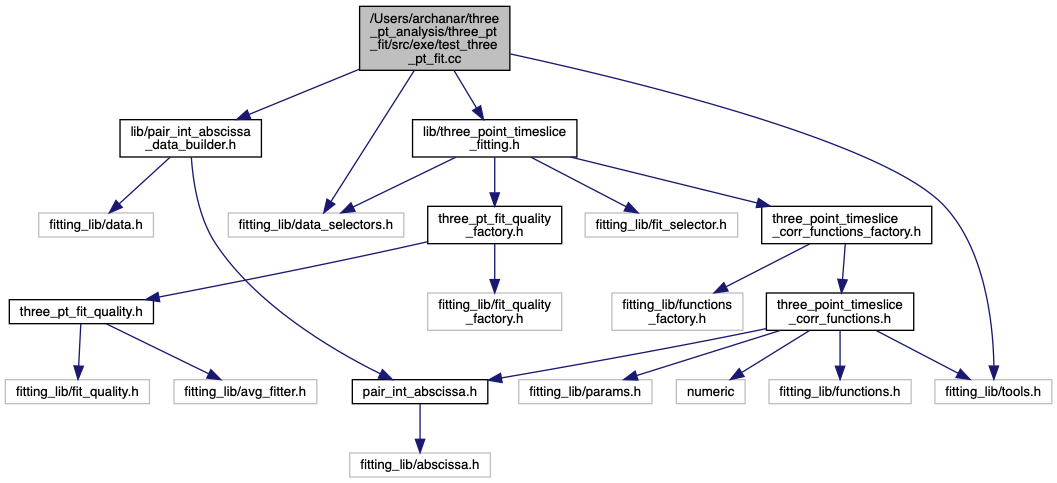 /Users/archanar/three
_pt_analysis/three_pt
_fit/src/exe/test_three
_pt_fit.cc
lib/pair_int_abscissa
_data_builder.h
lib/three_point_timeslice
_fitting.h
fitting_lib/data.h
fitting_lib/data_selectors.h
three_pt_fit_quality
_factory.h
fitting_lib/fit_selector.h
three_point_timeslice
_corr_functions_factory.h
three_pt_fit_quality.h
fitting_lib/fit_quality
_factory.h
fitting_lib/functions
_factory.h
three_point_timeslice
_corr_functions.h
fitting_lib/fit_quality.h
fitting_lib/avg_fitter.h
pair_int_abscissa.h
fitting_lib/params.h
numeric
fitting_lib/functions.h
fitting_lib/tools.h
fitting_lib/abscissa.h